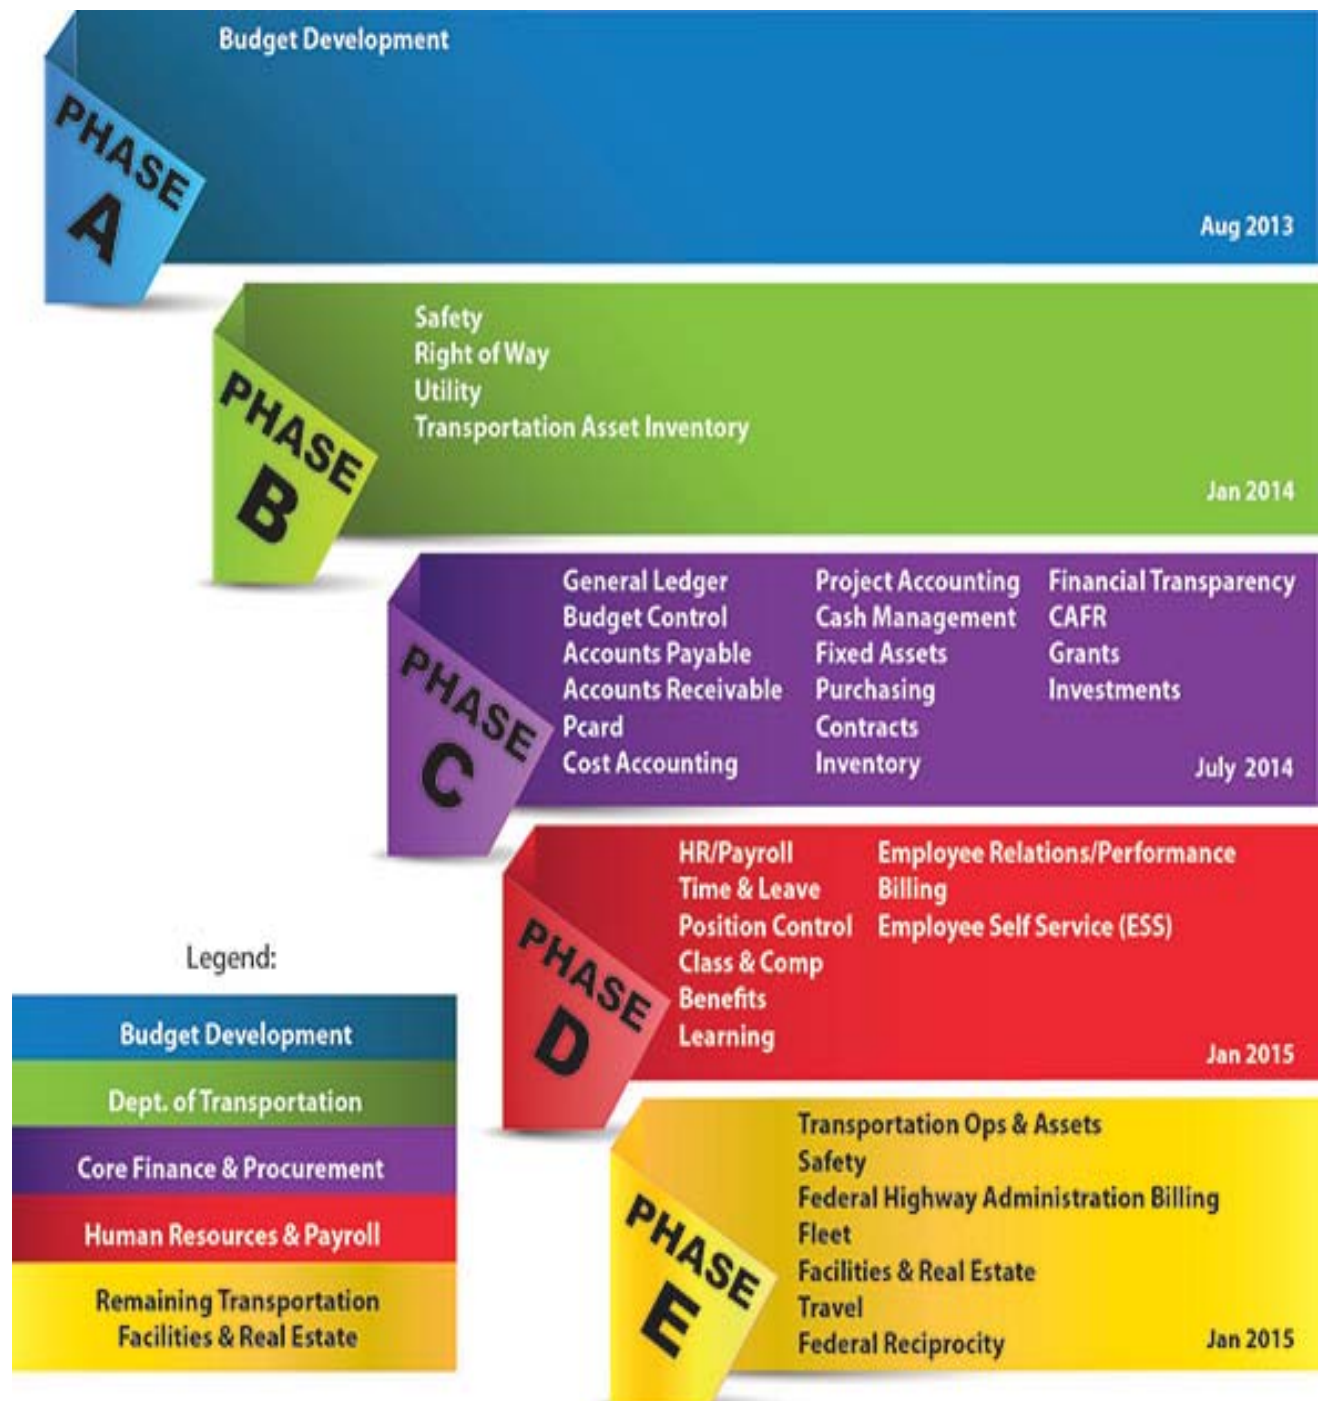 PHASE
A
Budget Development
Aug 2013
PHASE
B
Safety
Right of Way
Utility
Transportation Asset Inventory
Jan 2014
PHASE
C
General Ledger
Budget Control
Accounts Payable
Accounts Receivable
Pcard
Cost Accounting
Project Accounting
Cash Management
Fixed Assets
Purchasing
Contracts
Inventory
Financial Transparency
CAFR
Grants
Investments
July 2014
PHASE
D
HR/Payroll
Time & Leave
Position Control
Class & Comp
Benefits
Learning
Employee Relations/Performance
Billing
Employee Self Service (ESS)
Jan 2015
PHASE
E
Transportation Ops & Assets
Safety
Federal Highway Administration Billing
Fleet
Facilities & Real Estate
Travel
Federal Reciprocity
Jan 2015
Legend:
Budget Development
Dept. of Transportation
Core Finance & Procurement
Human Resources & Payroll
Remaining Transportation
Facilities & Real Estate